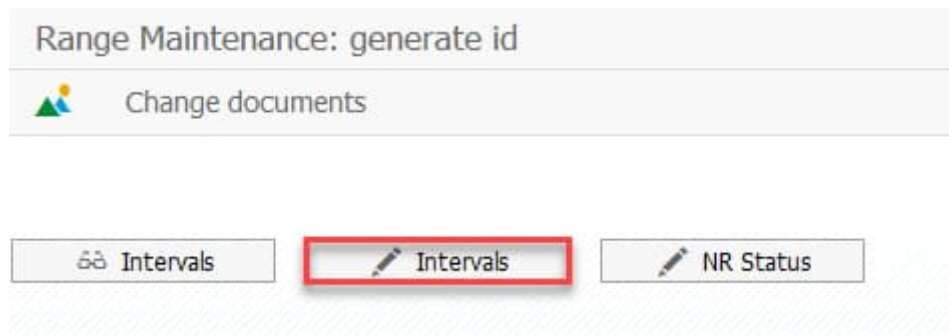 Range Maintenance: generate id
Change documents
Intervals
Intervals
NR Status